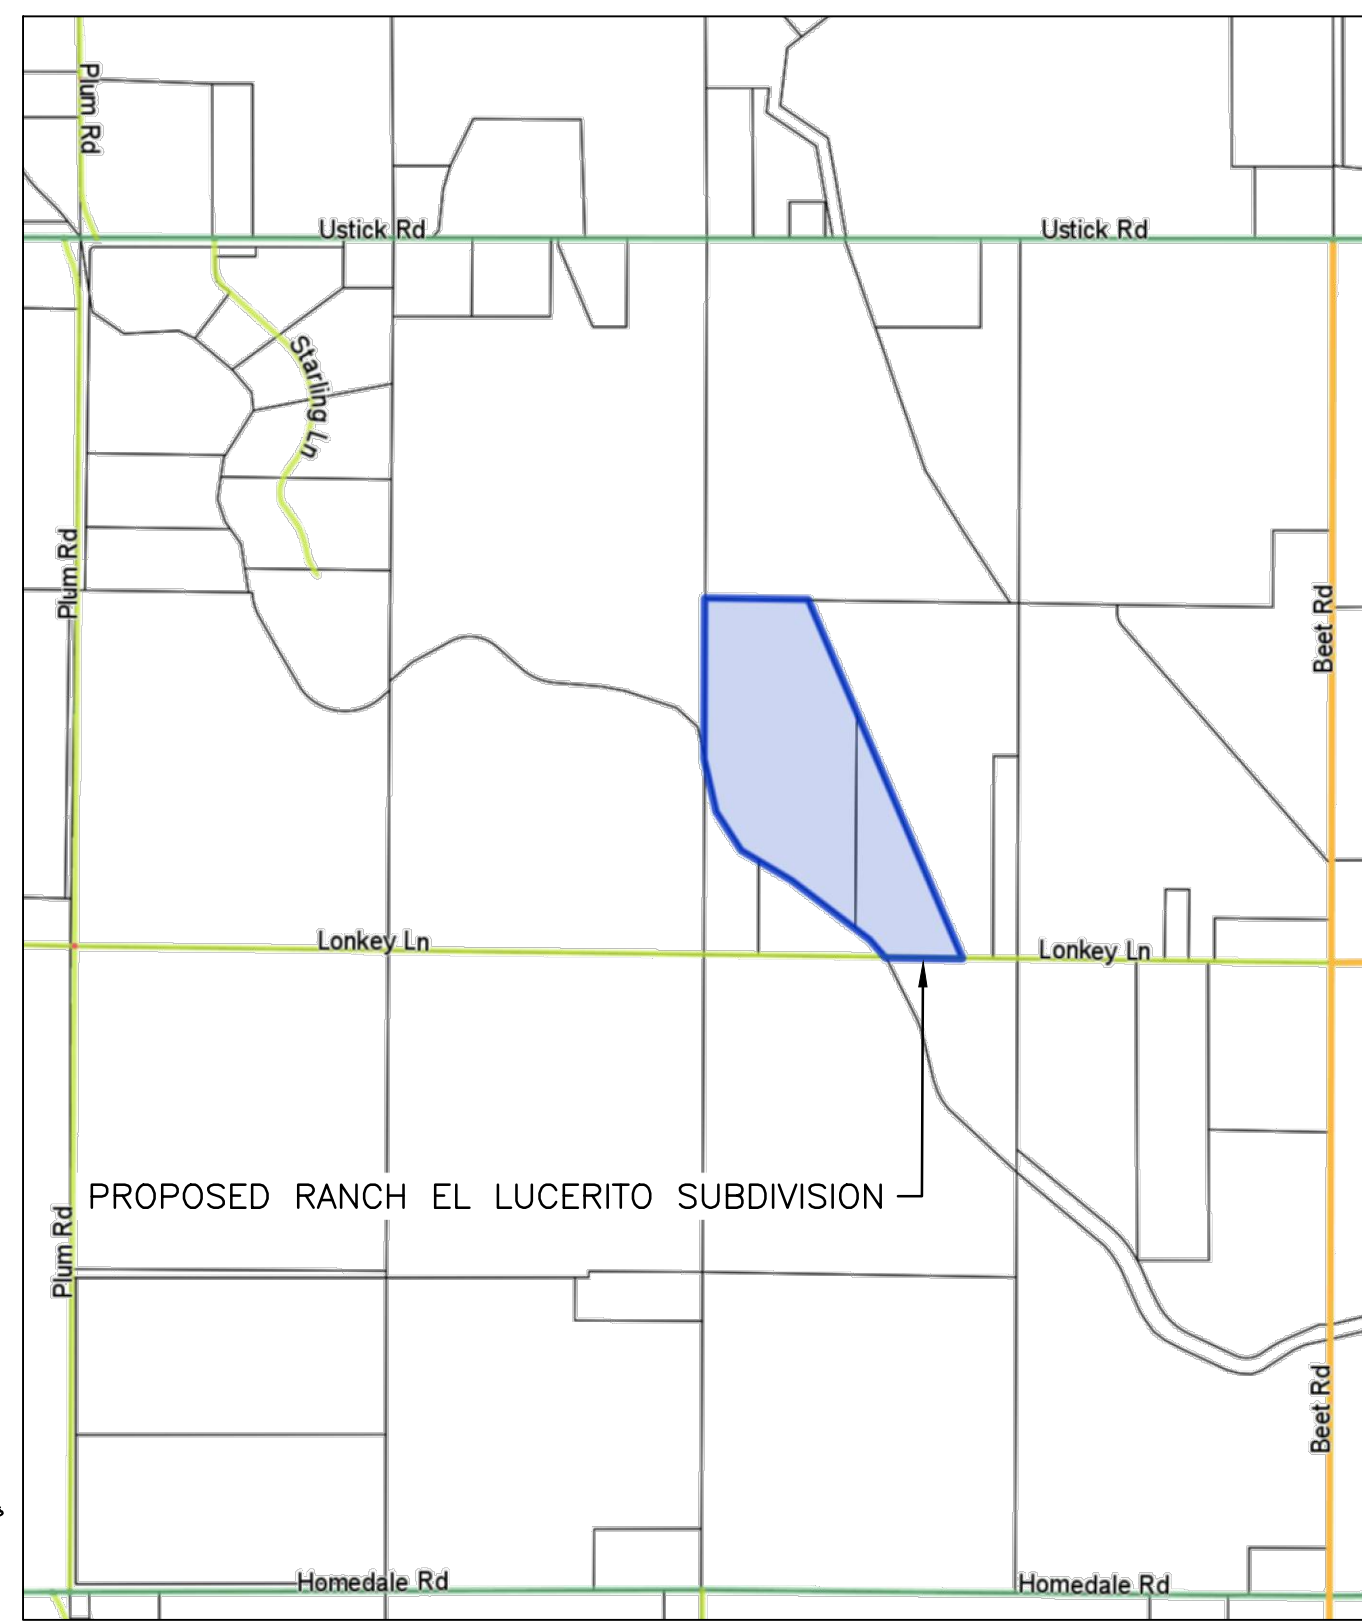 Plum Rd
Ustick Rd
Ustick Rd
Starling Ln
Plum Rd
Beet Rd
Lonkey Ln
Lonkey Ln
PROPOSED RANCH EL LUCERITO SUBDIVISION
Plum Rd
Beet Rd
Homedale Rd
Homedale Rd